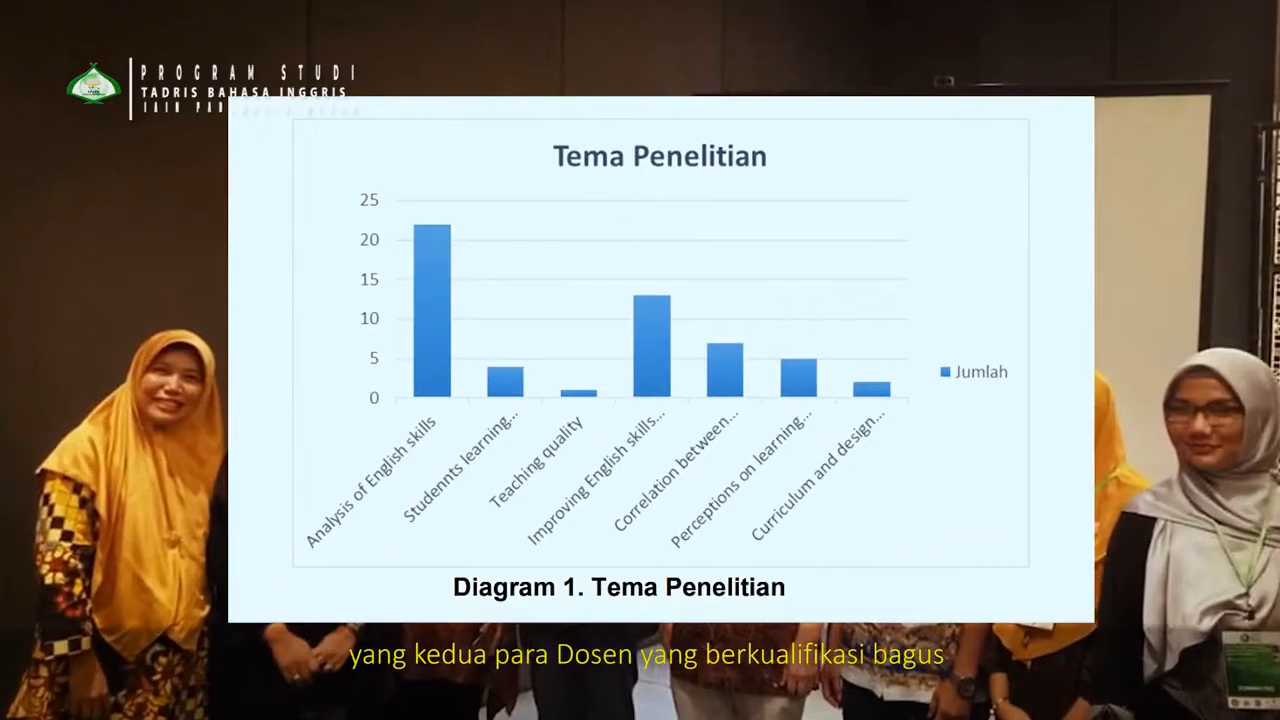 PROGRAM STUDI
TADRIS BAHASA INGGRIS
IAIN
Tema Penelitian
25
20
15
10
5
0
Jumlah
Analysis of English skills
Studennts learning...
Teaching quality
Improving English skills...
Correlation between...
Perceptions on learning...
Curriculum and design...
Diagram 1. Tema Penelitian
yang kedua para Dosen yang berkualifikasi bagus